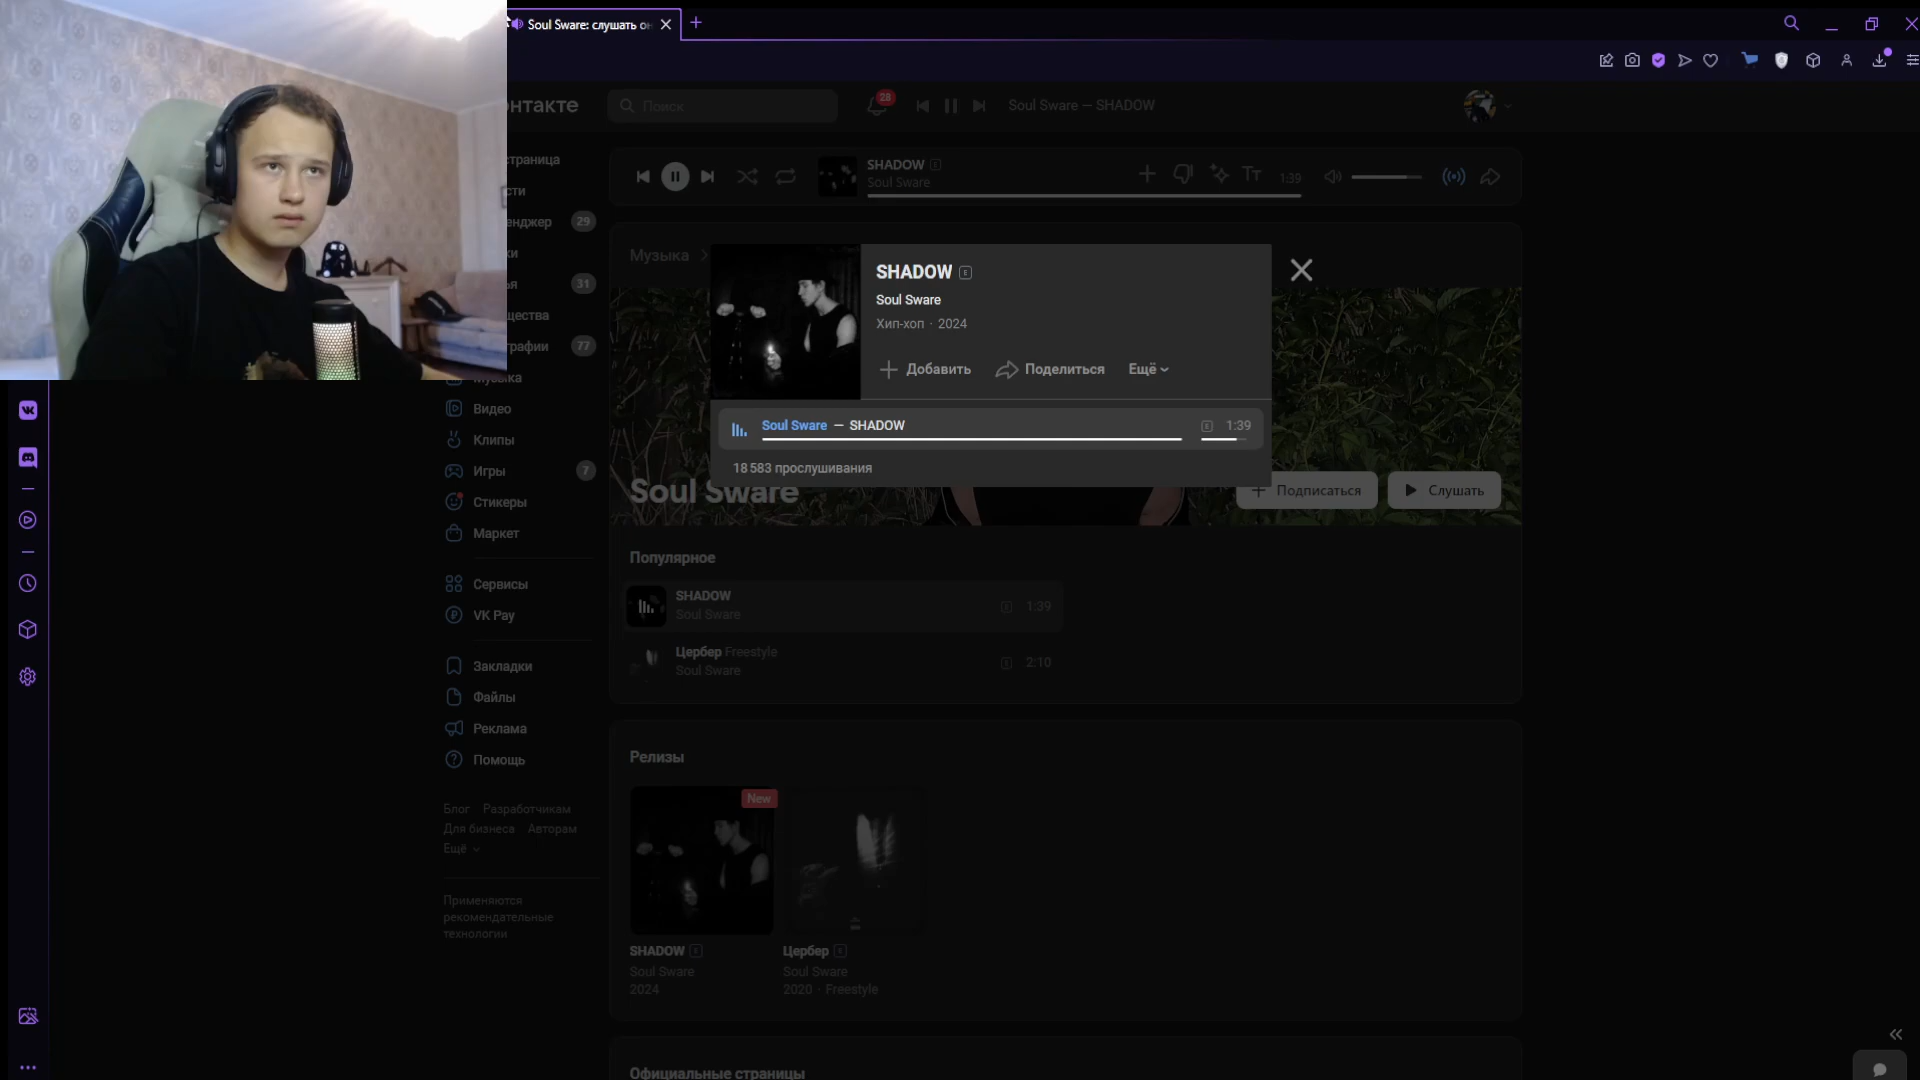 Soul Sware: слушать он
нтакте
Поиск
28
Soul Sware — SHADOW
SHADOW E
Soul Sware
1:39
траница
сти
енджер 29
ки
я 31
щества
графии 77
Музыка
Видео
Клипы
Игры 7
Стикеры
Маркет
Сервисы
VK Pay
Закладки
Файлы
Реклама
Помощь
Блог Разработчикам
Для бизнеса Авторам
Ещё
Применяются
рекомендательные
технологии
Музыка
SHADOW E
Soul Sware
Хип-хоп · 2024
Добавить Поделиться Ещё
Soul Sware — SHADOW E 1:39
18 583 прослушивания
Soul Sware
Подписаться Слушать
Популярное
SHADOW
Soul Sware
E 1:39
Цербер Freestyle
Soul Sware
E 2:10
Релизы
New
SHADOW E
Soul Sware
2024
Цербер E
Soul Sware
2020 · Freestyle
Официальные страницы